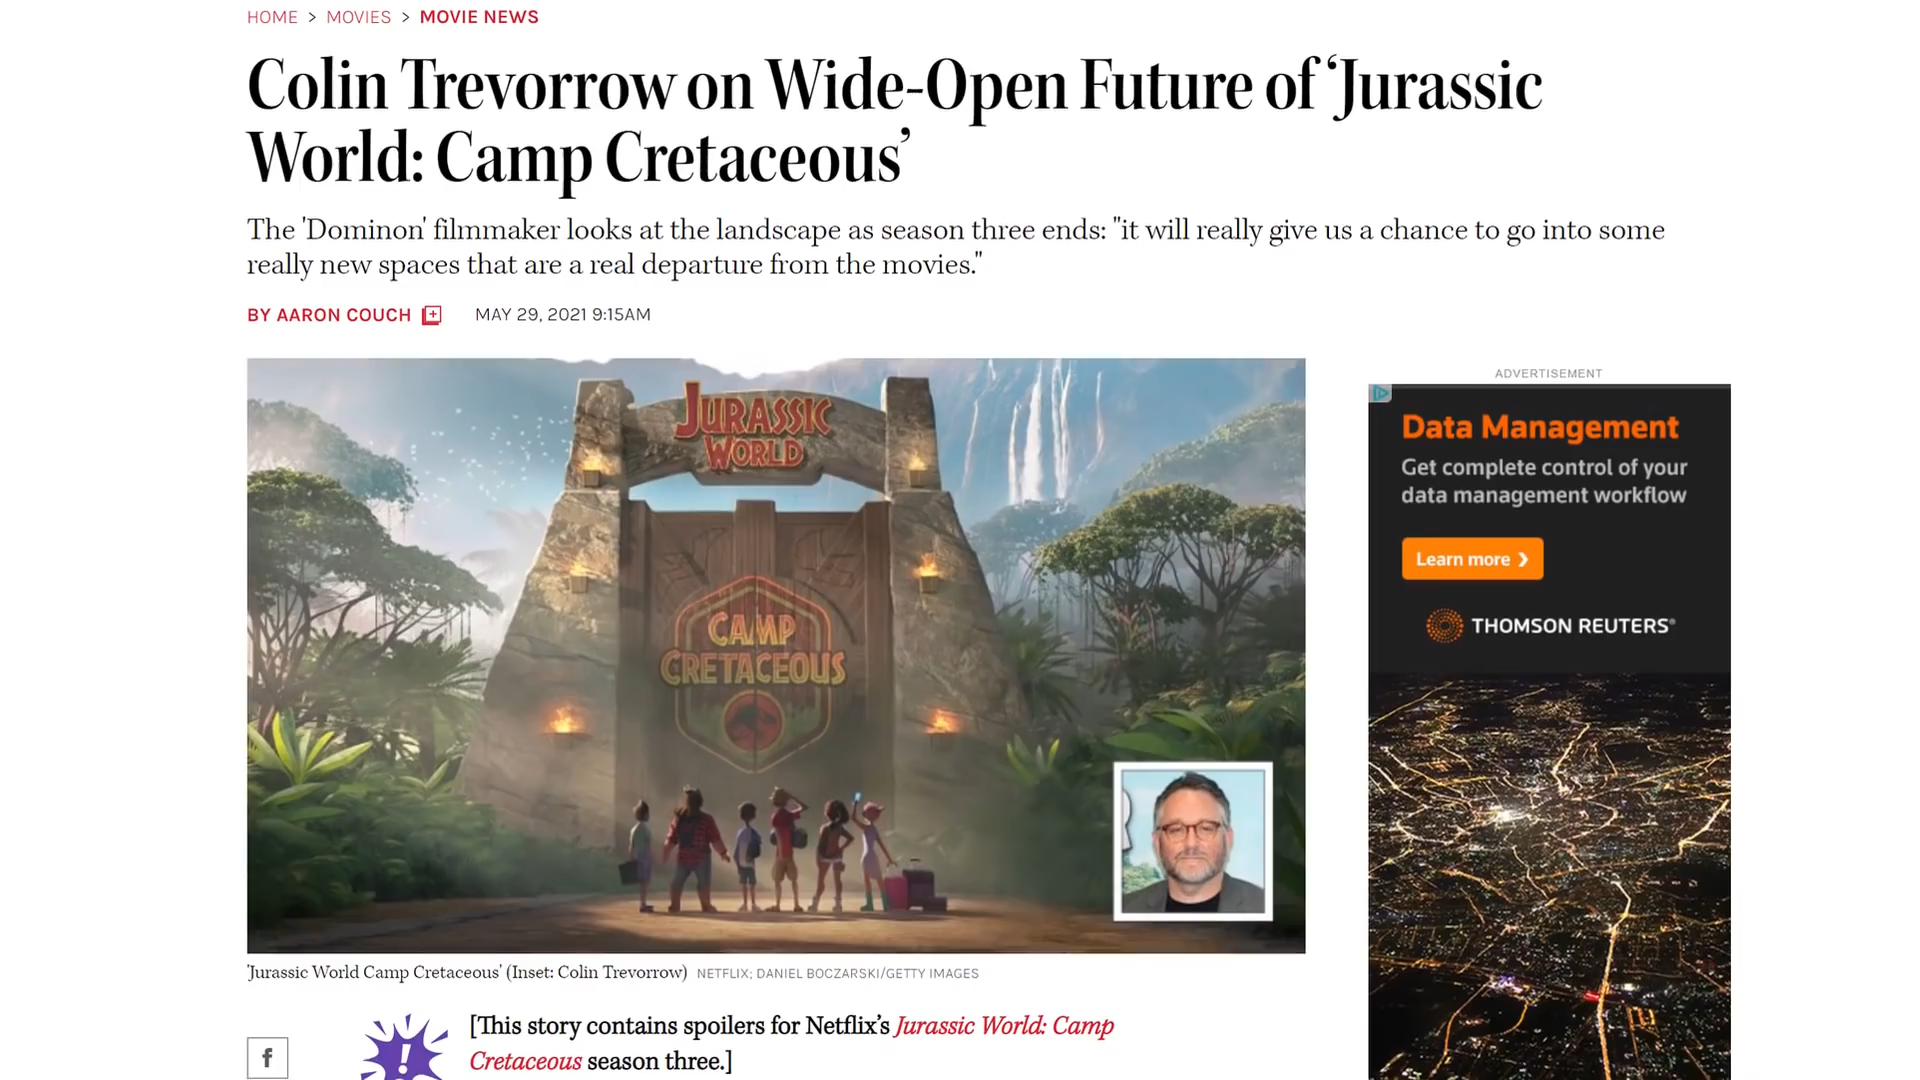 HOME > MOVIES > MOVIE NEWS
Colin Trevorrow on Wide-Open Future of ‘Jurassic
World: Camp Cretaceous’
The 'Dominon' filmmaker looks at the landscape as season three ends: "it will really give us a chance to go into some
really new spaces that are a real departure from the movies."
BY AARON COUCH MAY 29, 2021 9:15AM
JURASSIC
WORLD
CAMP
CRETACEOUS
'Jurassic World Camp Cretaceous' (Inset: Colin Trevorrow) NETFLIX; DANIEL BOCZARSKI/GETTY IMAGES
[This story contains spoilers for Netflix’s Jurassic World: Camp
Cretaceous season three.]
f
!
ADVERTISEMENT
Data Management
Get complete control of your
data management workflow
Learn more ❯
THOMSON REUTERS®